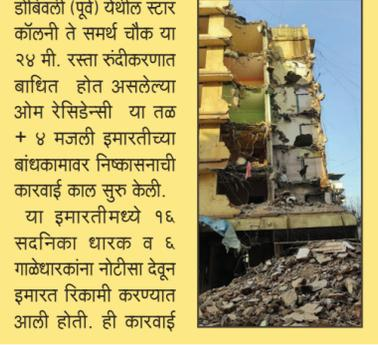 डोंबिवली (पूर्व) येथील स्टार
कॉलनी ते समर्थ चौक या
२४ मी. रस्ता रुंदीकरणात
बाधित होत असलेल्या
ओम रेसिडेन्सी या तळ
+ ४ मजली इमारतीच्या
बांधकामावर निष्कासनाची
कारवाई काल सुरु केली.
या इमारतीमध्ये १६
सदनिका धारक व ६
गाळेधारकांना नोटीसा देवून
इमारत रिकामी करण्यात
आली होती. ही कारवाई